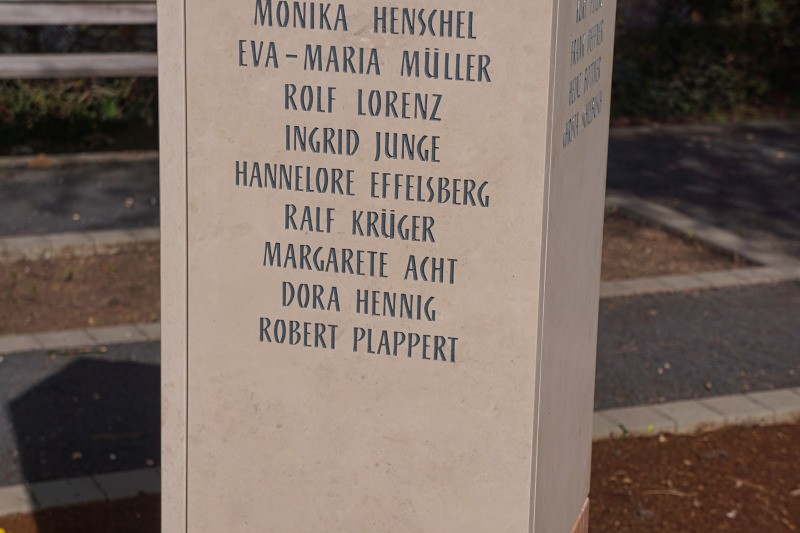 MONIKA HENSCHEL
EVA-MARIA MÜLLER
ROLF LORENZ
INGRID JUNGE
HANNELORE EFFELSBERG
RALF KRÜGER
MARGARETE ACHT
DORA HENNIG
ROBERT PLAPPERT